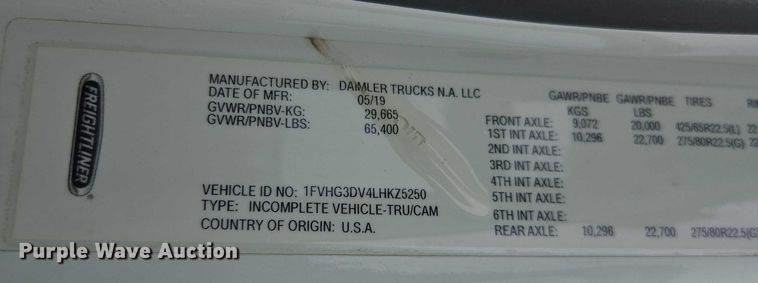 FREIGHTLINER
MANUFACTURED BY: DAIMLER TRUCKS N.A. LLC
DATE OF MFR: 05/19
GVWR/PNBV-KG: 29,665
GVWR/PNBV-LBS: 65,400
VEHICLE ID NO: 1FVHG3DV4LHKZ5250
TYPE: INCOMPLETE VEHICLE-TRU/CAM
COUNTRY OF ORIGIN: U.S.A.
GAWR/PNBE GAWR/PNBE TIRES
KGS LBS
FRONT AXLE: 9,072 20,000 425/65R22.5(L) 22
1ST INT AXLE: 10,296 22,700 275/80R22.5(G) 22
2ND INT AXLE:
3RD INT AXLE:
4TH INT AXLE:
5TH INT AXLE:
6TH INT AXLE:
REAR AXLE: 10,296 22,700 275/80R22.5(G)
Purple Wave Auction